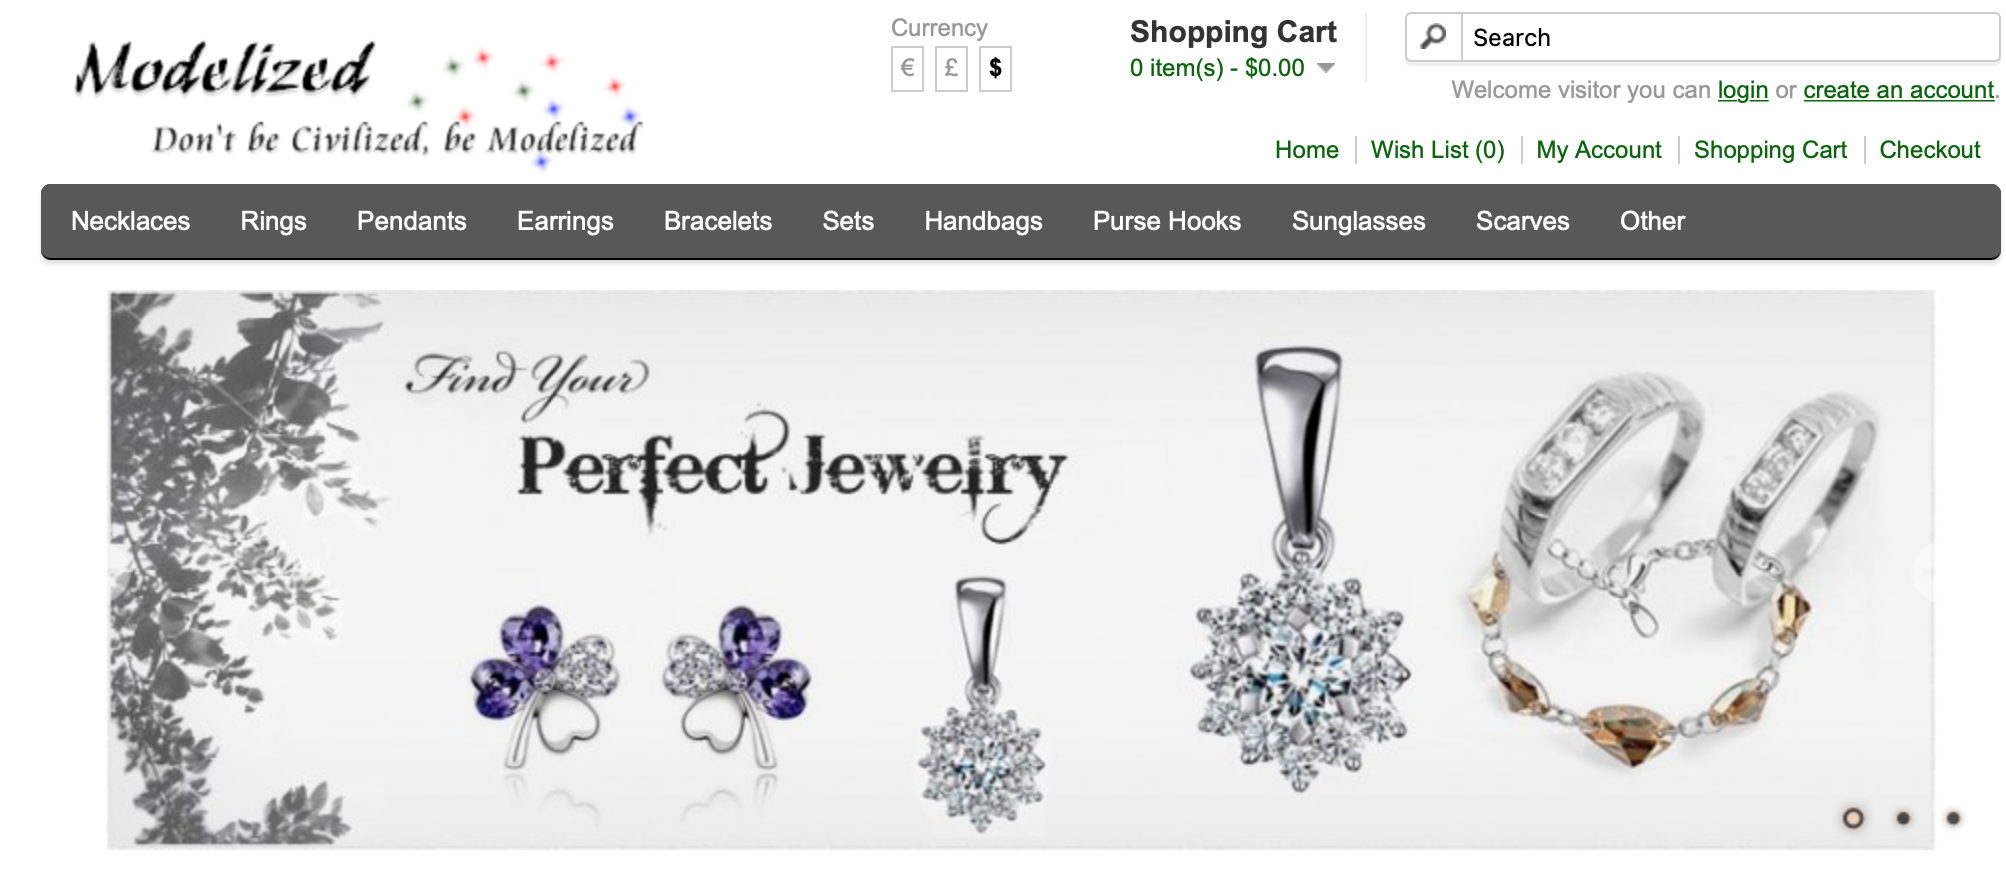 Modelized
Don't be Civilized, be Modelized
Currency
€ £ $
Shopping Cart
0 item(s) - $0.00
Search
Welcome visitor you can login or create an account.
Home Wish List (0) My Account Shopping Cart Checkout
Necklaces Rings Pendants Earrings Bracelets Sets Handbags Purse Hooks Sunglasses Scarves Other
Find Your
Perfect Jewelry